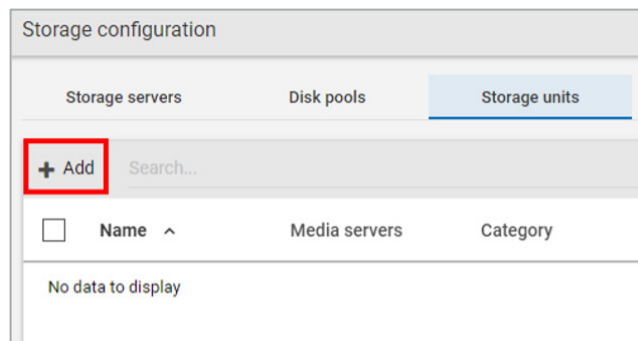 Storage configuration
Storage servers Disk pools Storage units
+ Add Search...
Name Media servers Category
No data to display